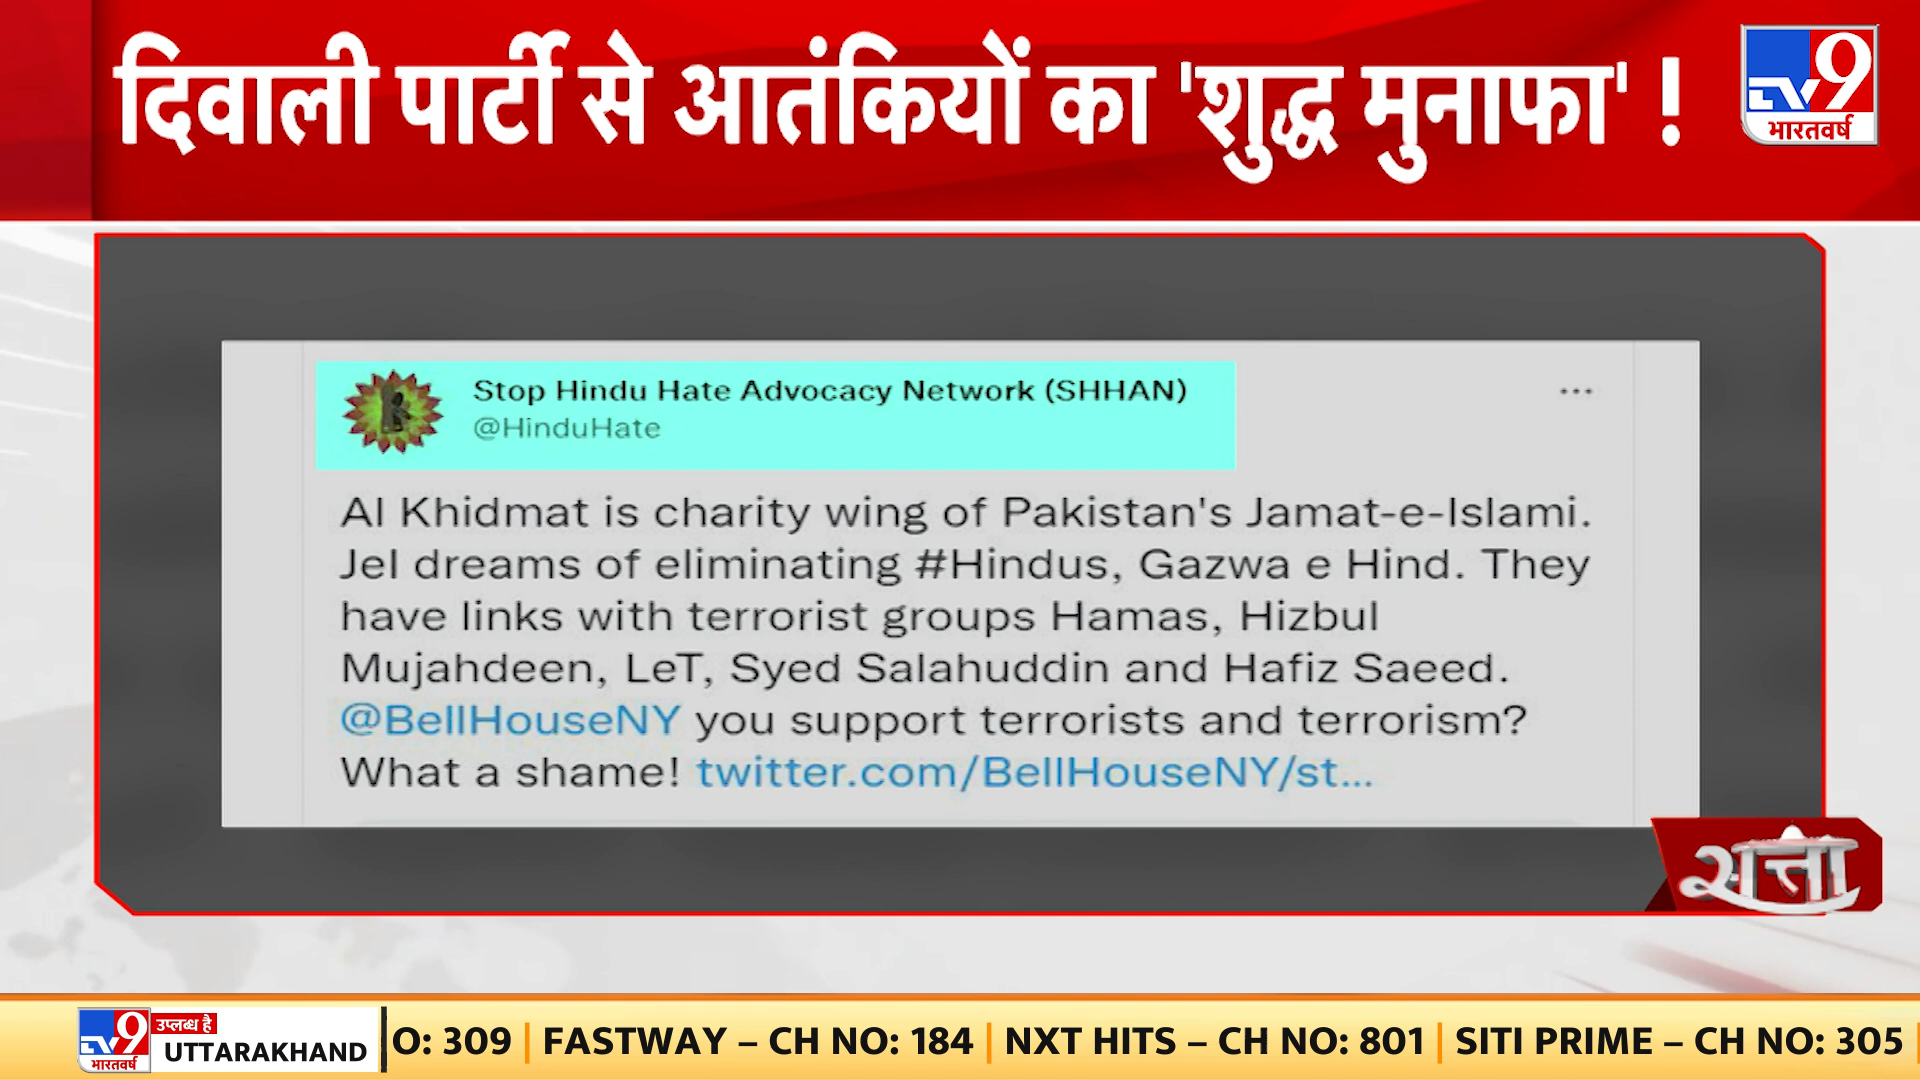 दिवाली पार्टी से आतंकियों का 'शुद्ध मुनाफा' !
TV9
भारतवर्ष
Stop Hindu Hate Advocacy Network (SHHAN)
@HinduHate
Al Khidmat is charity wing of Pakistan's Jamat-e-Islami.
JeI dreams of eliminating #Hindus, Gazwa e Hind. They
have links with terrorist groups Hamas, Hizbul
Mujahdeen, LeT, Syed Salahuddin and Hafiz Saeed.
@BellHouseNY you support terrorists and terrorism?
What a shame! twitter.com/BellHouseNY/st...
सत्ता
TV9
भारतवर्ष
उप्लब्ध है
UTTARAKHAND
O: 309 | FASTWAY – CH NO: 184 | NXT HITS – CH NO: 801 | SITI PRIME – CH NO: 305